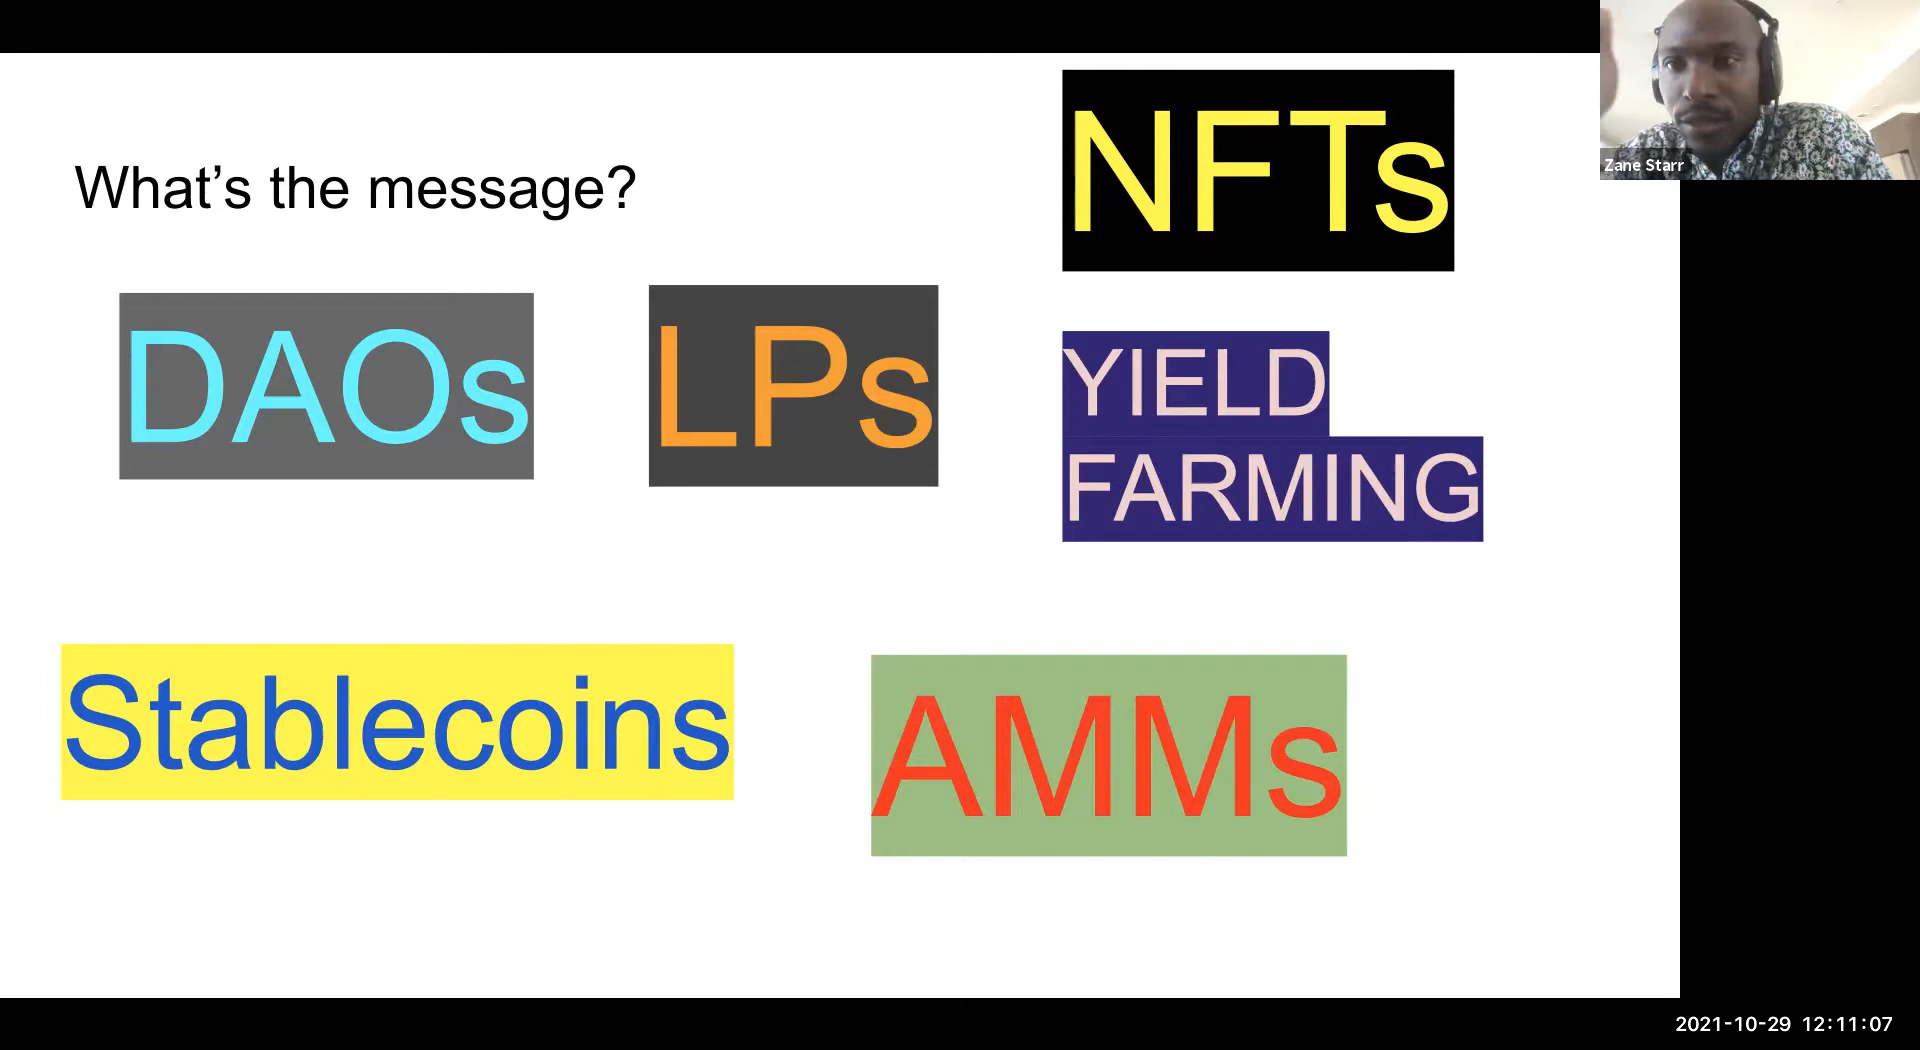 NFTs
Zane Starr
What’s the message?
DAOs
LPs
YIELD
FARMING
Stablecoins
AMMs
2021-10-29 12:11:07